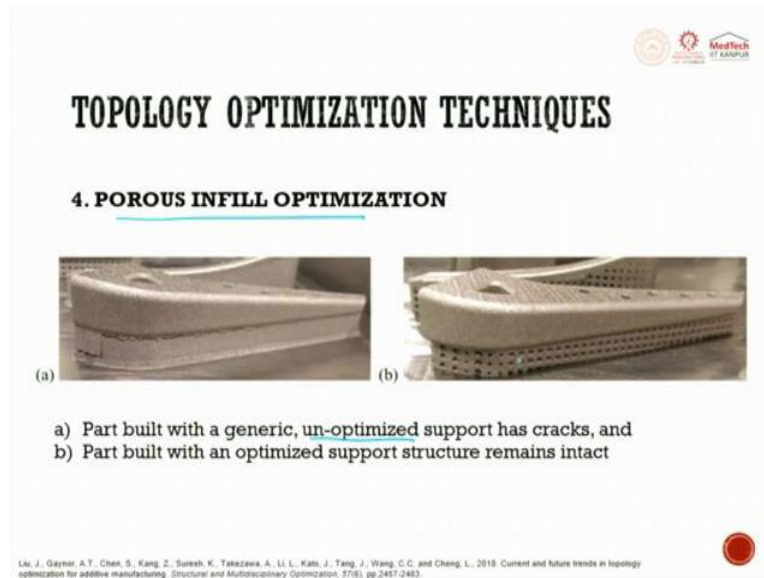 MedTech
IIT KANPUR
TOPOLOGY OPTIMIZATION TECHNIQUES
4. POROUS INFILL OPTIMIZATION
(a)
(b)
a) Part built with a generic, un-optimized support has cracks, and
b) Part built with an optimized support structure remains intact
Liu, J., Gaynor, A.T., Chen, S., Kang, Z., Suresh, K., Takezawa, A., Li, L., Kato, J., Tang, J., Wang, C.C. and Cheng, L., 2018. Current and future trends in topology
optimization for additive manufacturing. Structural and Multidisciplinary Optimization, 57(6), pp.2457-2483.